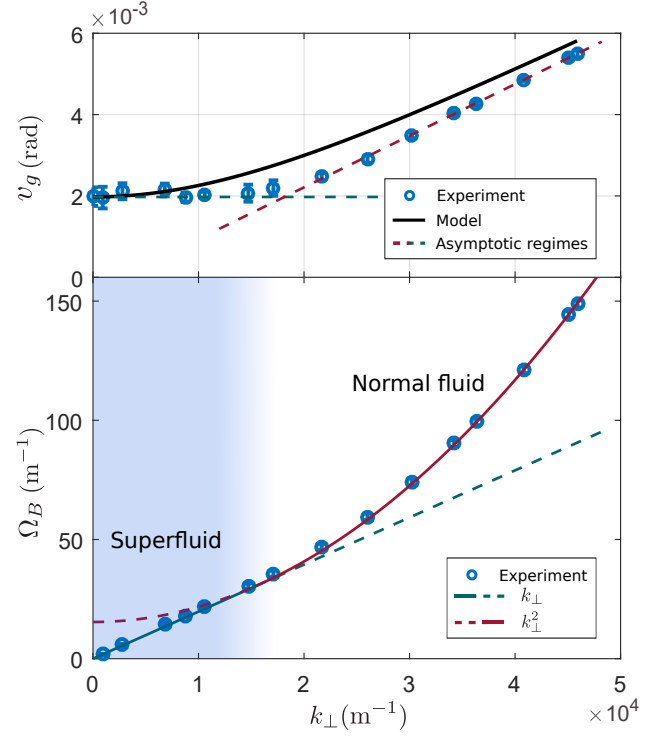 × 10⁻³
6
4
2
0
v_g (rad)
Experiment
Model
Asymptotic regimes
150
100
50
0
Ω_B (m⁻¹)
Normal fluid
Superfluid
Experiment
k_⊥
k_⊥²
0 1 2 3 4 5
k_⊥(m⁻¹)
× 10⁴